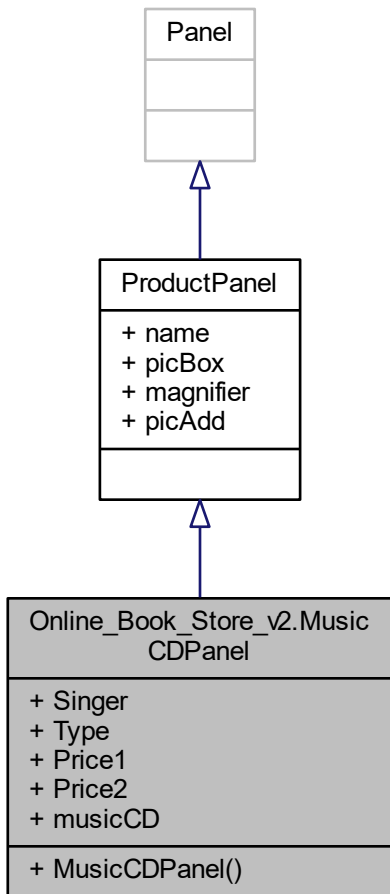 Panel
ProductPanel
+ name
+ picBox
+ magnifier
+ picAdd
Online_Book_Store_v2.Music
CDPanel
+ Singer
+ Type
+ Price1
+ Price2
+ musicCD
+ MusicCDPanel()